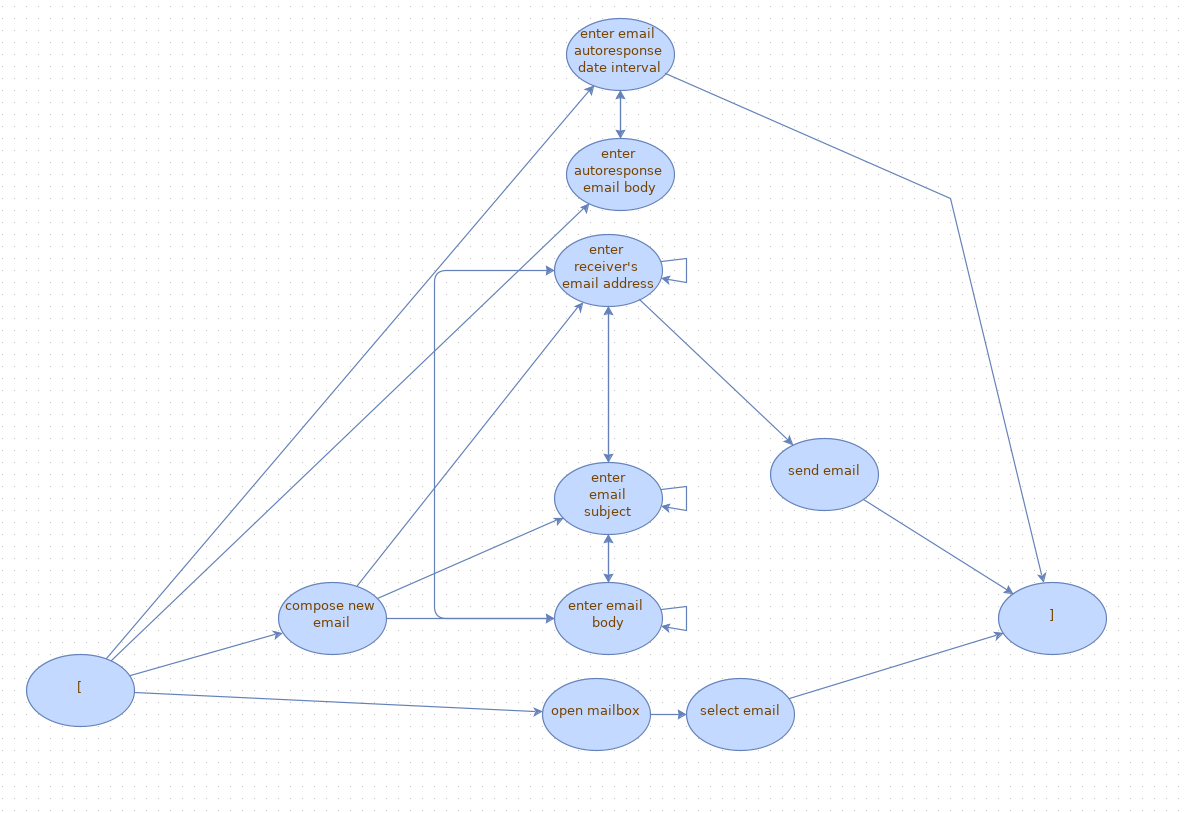 enter email
autoresponse
date interval
enter
autoresponse
email body
enter
receiver's
email address
enter
email
subject
send email
compose new
email
enter email
body
]
[
open mailbox
select email